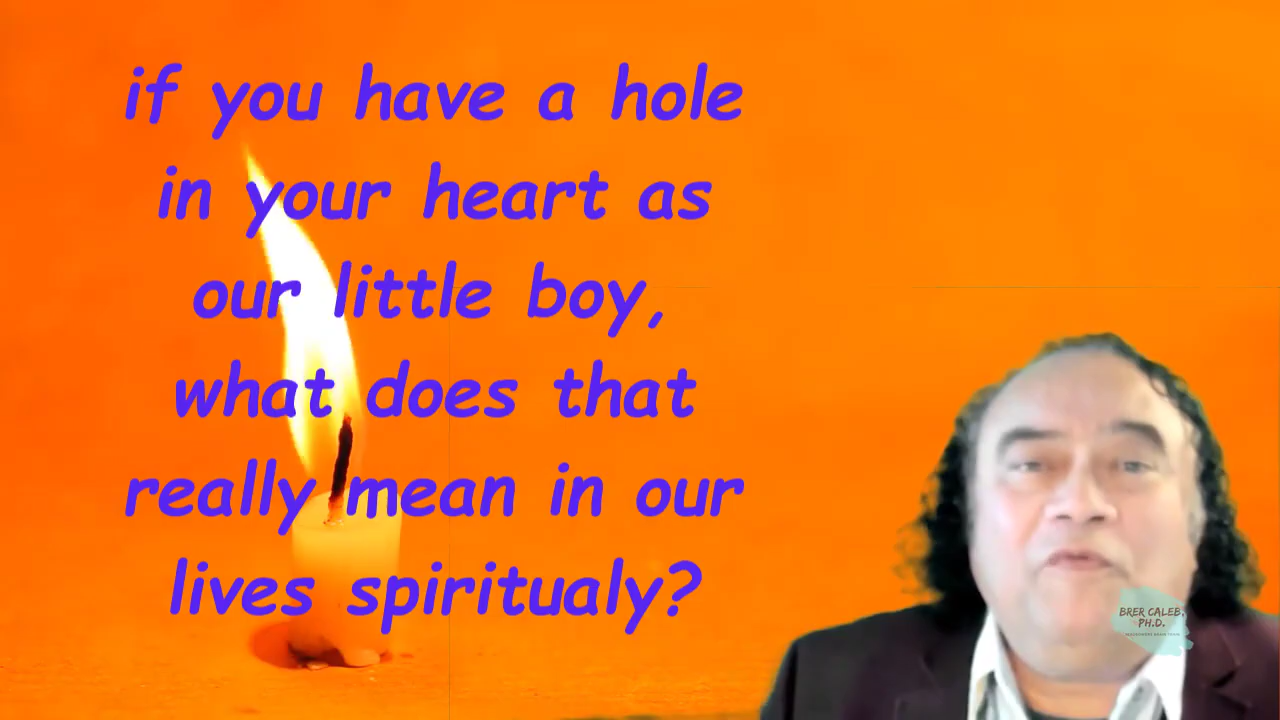 if you have a hole
in your heart as
our little boy,
what does that
really mean in our
lives spiritualy?
BRER CALEB,
PH.D.